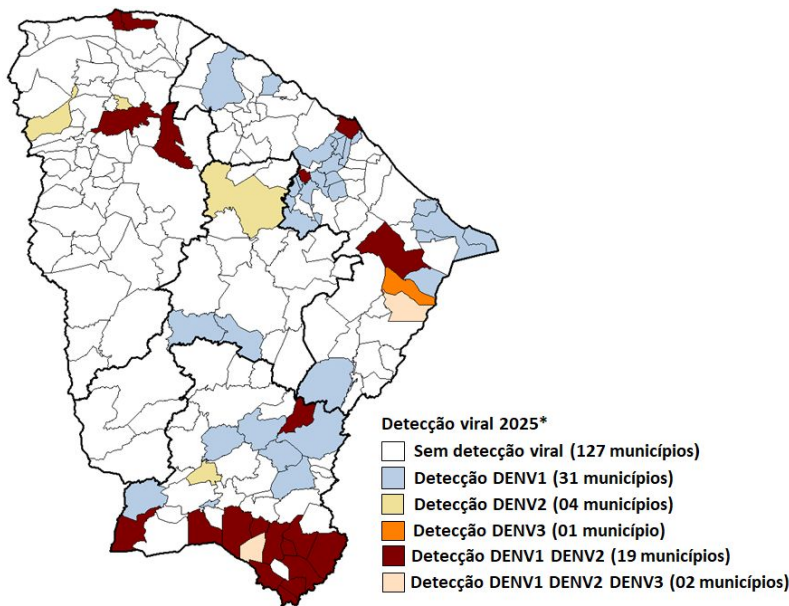 Detecção viral 2025*
Sem detecção viral (127 municípios)
Detecção DENV1 (31 municípios)
Detecção DENV2 (04 municípios)
Detecção DENV3 (01 município)
Detecção DENV1 DENV2 (19 municípios)
Detecção DENV1 DENV2 DENV3 (02 municípios)